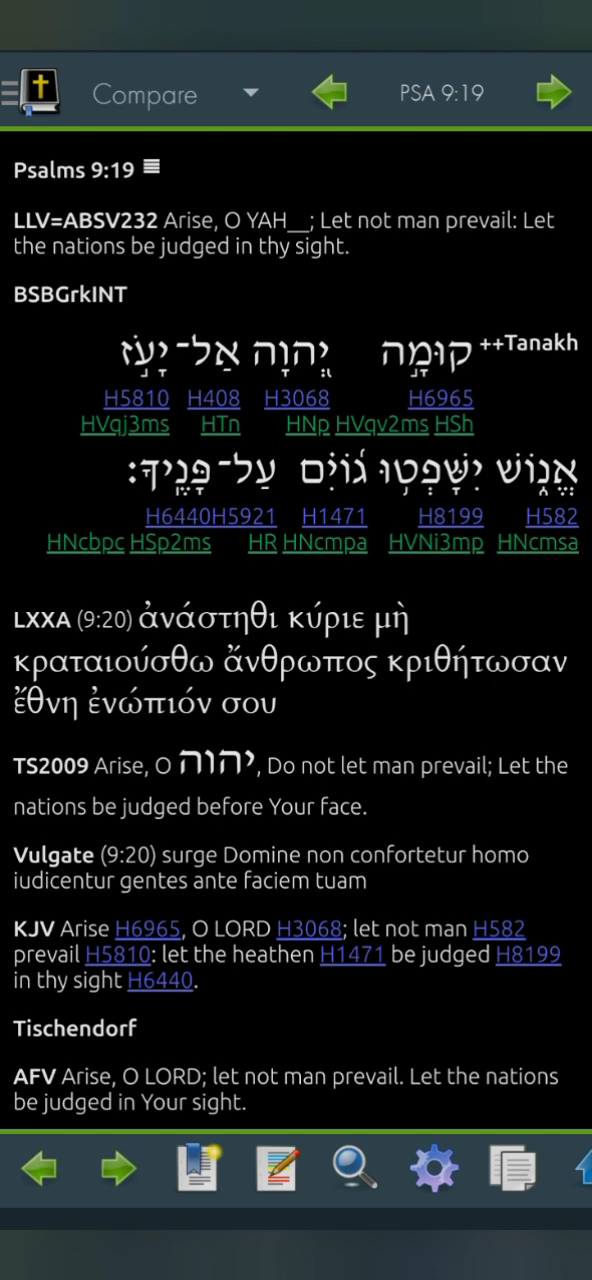 Compare
PSA 9:19
Psalms 9:19
LLV=ABSV232 Arise, O YAH__; Let not man prevail: Let
the nations be judged in thy sight.
BSBGrkINT
++Tanakh קוּמָ֣ה יְ֭הוָה אַל־יָעֹ֣ז
H5810 H408 H3068 H6965
HVqj3ms HTn HNp HVqv2ms HSh
אֱנ֑וֹשׁ יִשָּׁפְט֥וּ ג֝וֹיִ֗ם עַל־פָּנֶֽיךָ׃
H6440H5921 H1471 H8199 H582
HNcbpc HSp2ms HR HNcmpa HVNi3mp HNcmsa
LXXA (9:20) ἀνάστηθι κύριε μὴ
κραταιούσθω ἄνθρωπος κριθήτωσαν
ἔθνη ἐνώπιόν σου
TS2009 Arise, O יהוה, Do not let man prevail; Let the
nations be judged before Your face.
Vulgate (9:20) surge Domine non confortetur homo
iudicentur gentes ante faciem tuam
KJV Arise H6965, O LORD H3068; let not man H582
prevail H5810: let the heathen H1471 be judged H8199
in thy sight H6440.
Tischendorf
AFV Arise, O LORD; let not man prevail. Let the nations
be judged in Your sight.